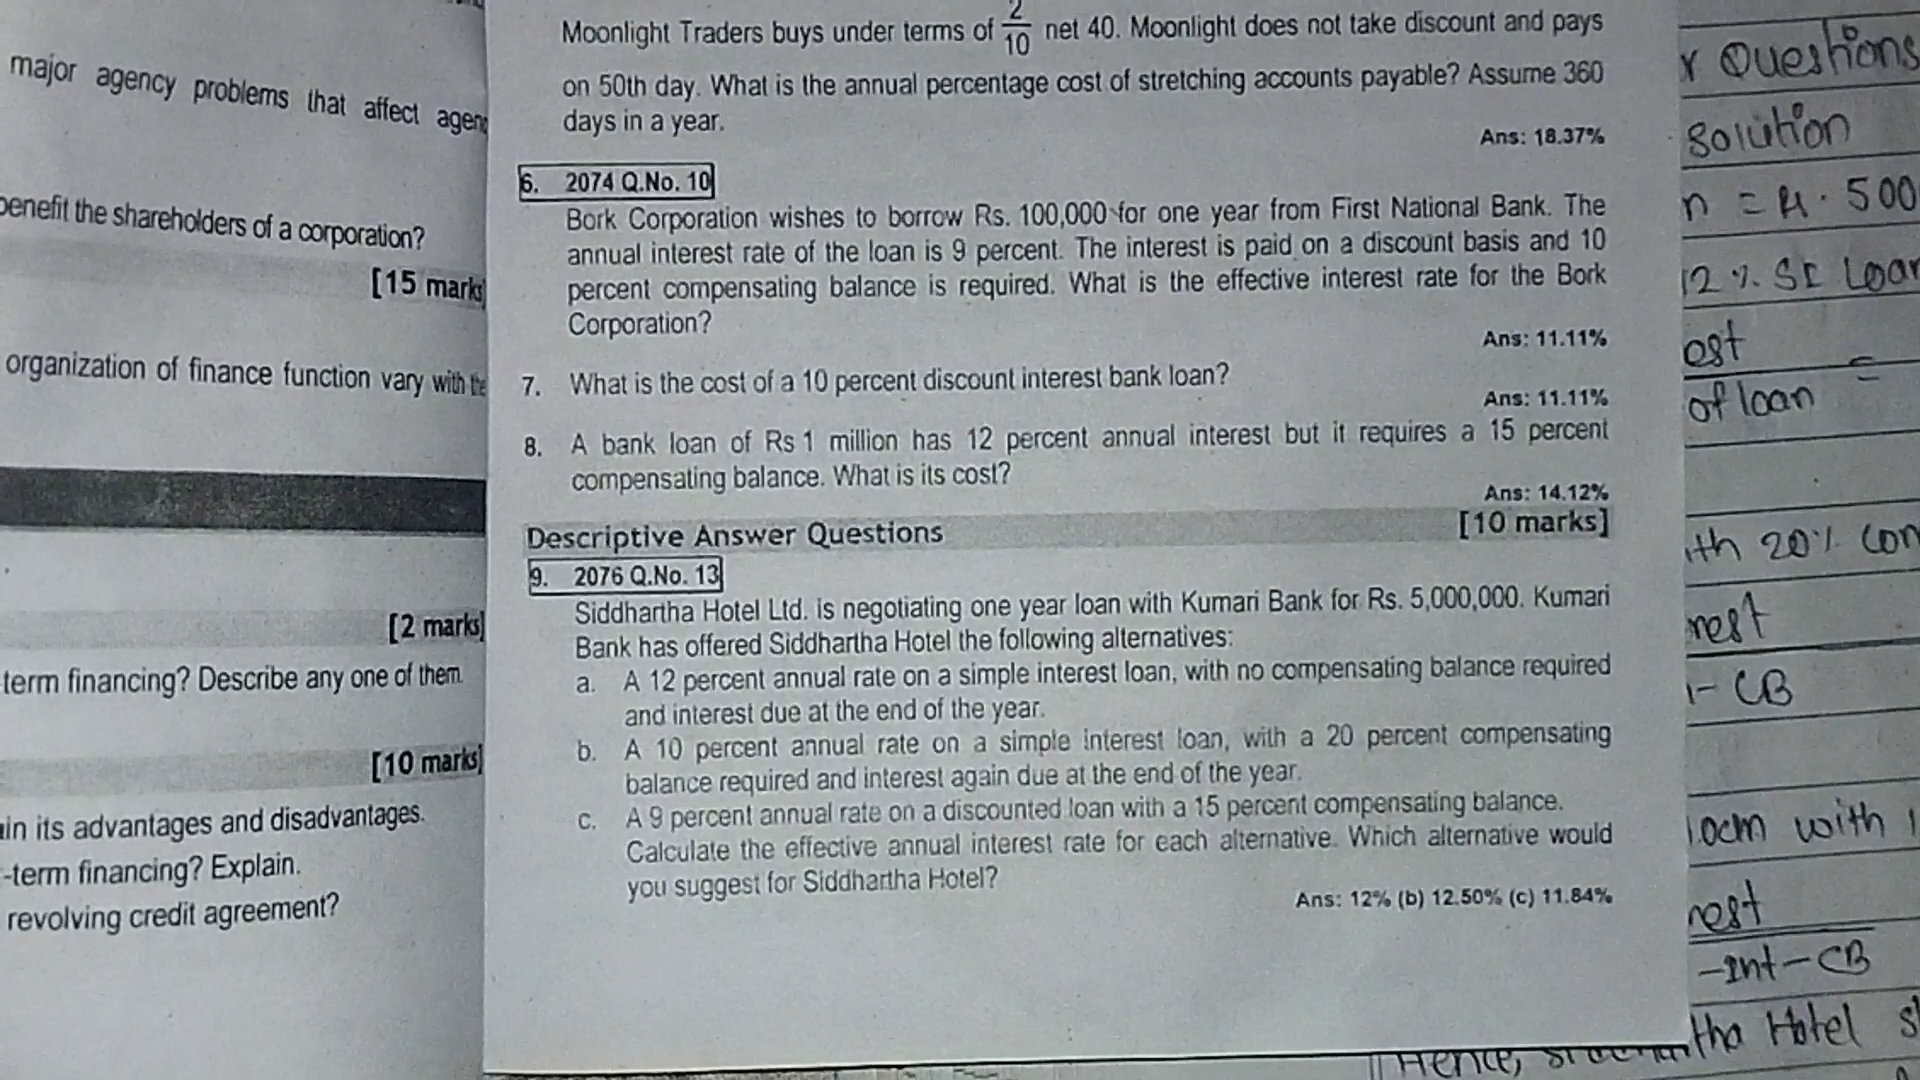 major agency problems that affect agen
benefit the shareholders of a corporation?
[15 marks
organization of finance function vary with the
[2 marks]
term financing? Describe any one of them.
[10 marks]
in its advantages and disadvantages.
-term financing? Explain.
revolving credit agreement?
Moonlight Traders buys under terms of 2/10 net 40. Moonlight does not take discount and pays
on 50th day. What is the annual percentage cost of stretching accounts payable? Assume 360
days in a year.
Ans: 18.37%
6. 2074 Q.No. 10
Bork Corporation wishes to borrow Rs. 100,000 for one year from First National Bank. The
annual interest rate of the loan is 9 percent. The interest is paid on a discount basis and 10
percent compensating balance is required. What is the effective interest rate for the Bork
Corporation?
Ans: 11.11%
7. What is the cost of a 10 percent discount interest bank loan?
Ans: 11.11%
8. A bank loan of Rs 1 million has 12 percent annual interest but it requires a 15 percent
compensating balance. What is its cost?
Ans: 14.12%
Descriptive Answer Questions [10 marks]
9. 2076 Q.No. 13
Siddhartha Hotel Ltd. is negotiating one year loan with Kumari Bank for Rs. 5,000,000. Kumari
Bank has offered Siddhartha Hotel the following alternatives:
a. A 12 percent annual rate on a simple interest loan, with no compensating balance required
and interest due at the end of the year.
b. A 10 percent annual rate on a simple interest loan, with a 20 percent compensating
balance required and interest again due at the end of the year.
c. A 9 percent annual rate on a discounted loan with a 15 percent compensating balance.
Calculate the effective annual interest rate for each alternative. Which alternative would
you suggest for Siddhartha Hotel?
Ans: 12% (b) 12.50% (c) 11.84%
r Questions
solution
n = 500
12 %. SI Loan
est
of loan =
ith 20% con
rest
- CB
with
rest
-Int-CB
tha Hotel
Hence,